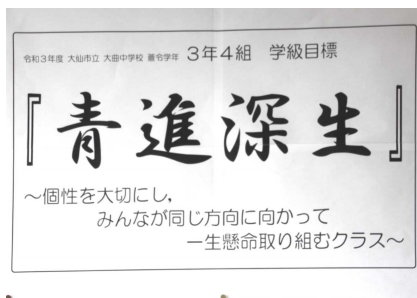 令和3年度 大仙市立 大曲中学校 蒼令学年 3年4組 学級目標
『青進深生』
～個性を大切にし,
みんなが同じ方向に向かって
一生懸命取り組むクラス～